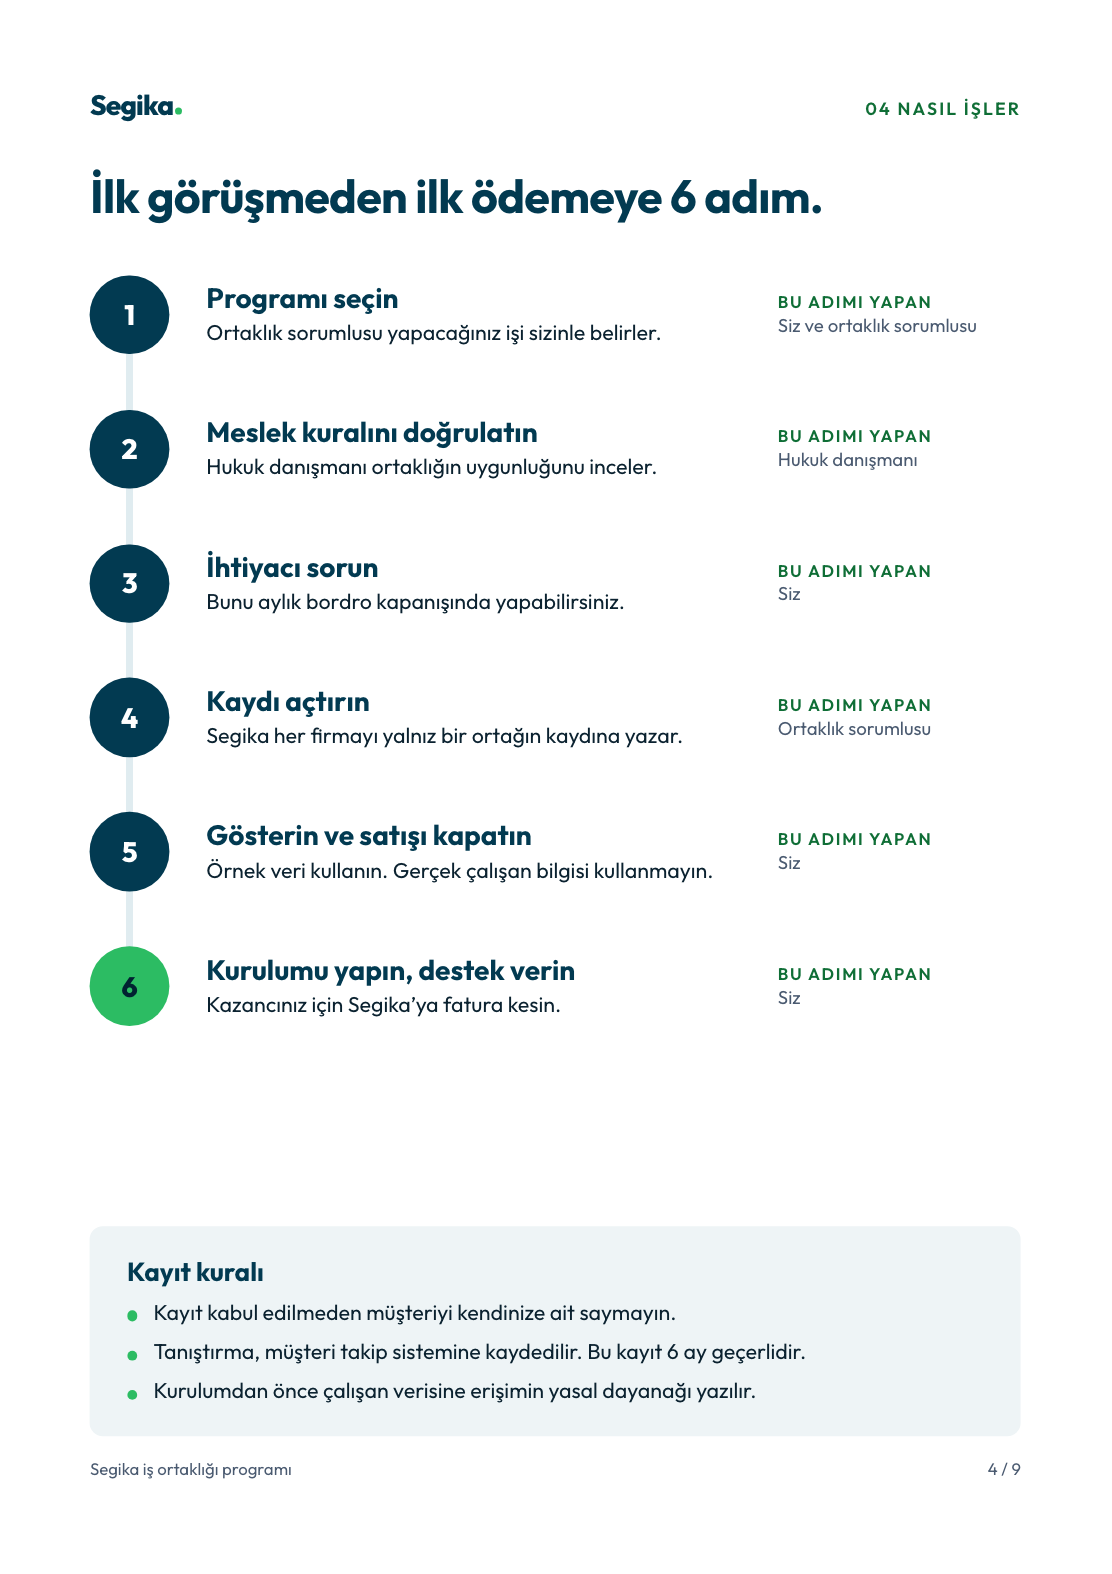 Segika.
04 NASIL İŞLER
İlk görüşmeden ilk ödemeye 6 adım.
1
Programı seçin
Ortaklık sorumlusu yapacağınız işi sizinle belirler.
BU ADIMI YAPAN
Siz ve ortaklık sorumlusu
2
Meslek kuralını doğrulatın
Hukuk danışmanı ortaklığın uygunluğunu inceler.
BU ADIMI YAPAN
Hukuk danışmanı
3
İhtiyacı sorun
Bunu aylık bordro kapanışında yapabilirsiniz.
BU ADIMI YAPAN
Siz
4
Kaydı açtırın
Segika her firmayı yalnız bir ortağın kaydına yazar.
BU ADIMI YAPAN
Ortaklık sorumlusu
5
Gösterin ve satışı kapatın
Örnek veri kullanın. Gerçek çalışan bilgisi kullanmayın.
BU ADIMI YAPAN
Siz
6
Kurulumu yapın, destek verin
Kazancınız için Segika’ya fatura kesin.
BU ADIMI YAPAN
Siz
Kayıt kuralı
Kayıt kabul edilmeden müşteriyi kendinize ait saymayın.
Tanıştırma, müşteri takip sistemine kaydedilir. Bu kayıt 6 ay geçerlidir.
Kurulumdan önce çalışan verisine erişimin yasal dayanağı yazılır.
Segika iş ortaklığı programı
4 / 9